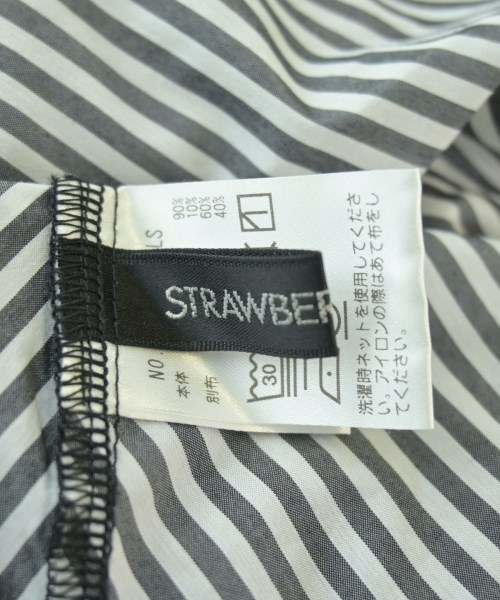 STRAWBER
LS
90%
10%
60%
40%
NO.
本体
別布
30
洗濯時ネットを使用してくださ
い。アイロンの際はあて布をし
てください。